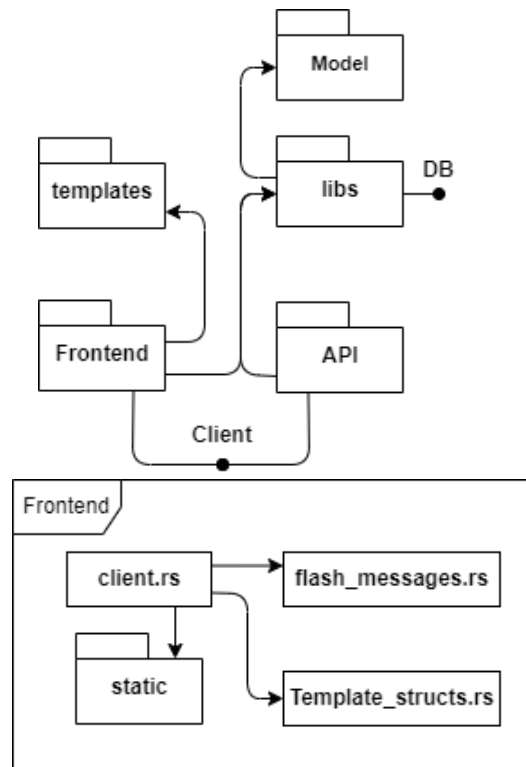 Model
templates
libs
DB
Frontend
API
Client
Frontend
client.rs
flash_messages.rs
static
Template_structs.rs